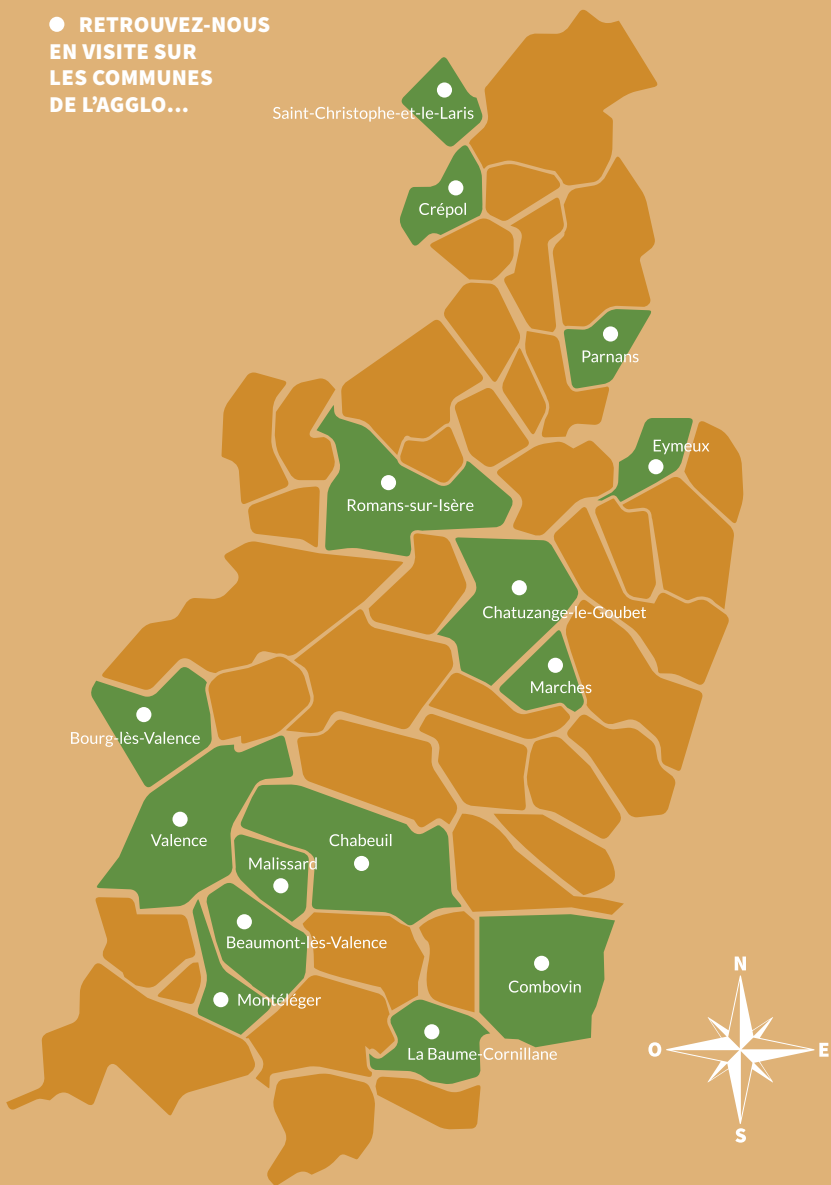 RETROUVEZ-NOUS
EN VISITE SUR
LES COMMUNES
DE L'AGGLO...
Saint-Christophe-et-le-Laris
Crépol
Parnans
Eymeux
Romans-sur-Isère
Chatuzange-le-Goubet
Marches
Bourg-lès-Valence
Valence
Chabeuil
Malissard
Beaumont-lès-Valence
Combovin
Montéléger
La Baume-Cornillane
N
O
E
S